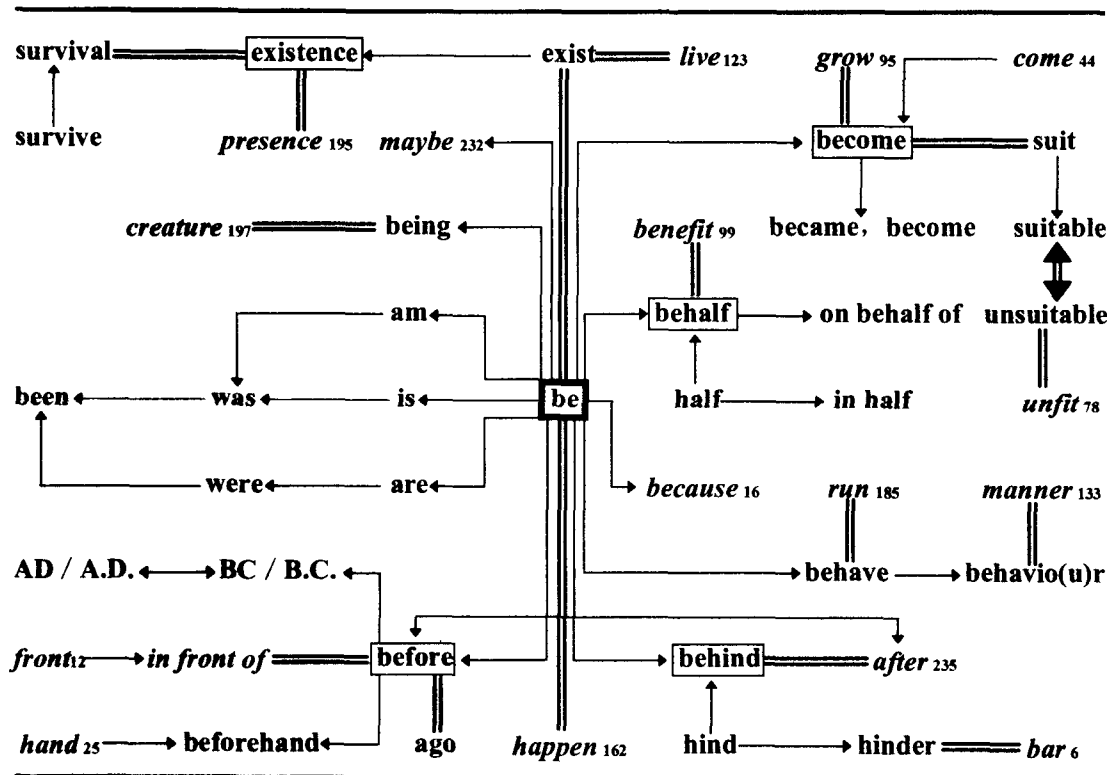 survival existence exist live 123 grow 95 come 44
survive presence 195 maybe 232 become suit
creature 197 being benefit 99 became, become suitable
am behalf on behalf of unsuitable
been was is be half in half unfit 78
were are because 16 run 185 manner 133
AD / A.D. BC / B.C. behave behavio(u)r
front 12 in front of before behind after 235
hand 25 beforehand ago happen 162 hind hinder bar 6